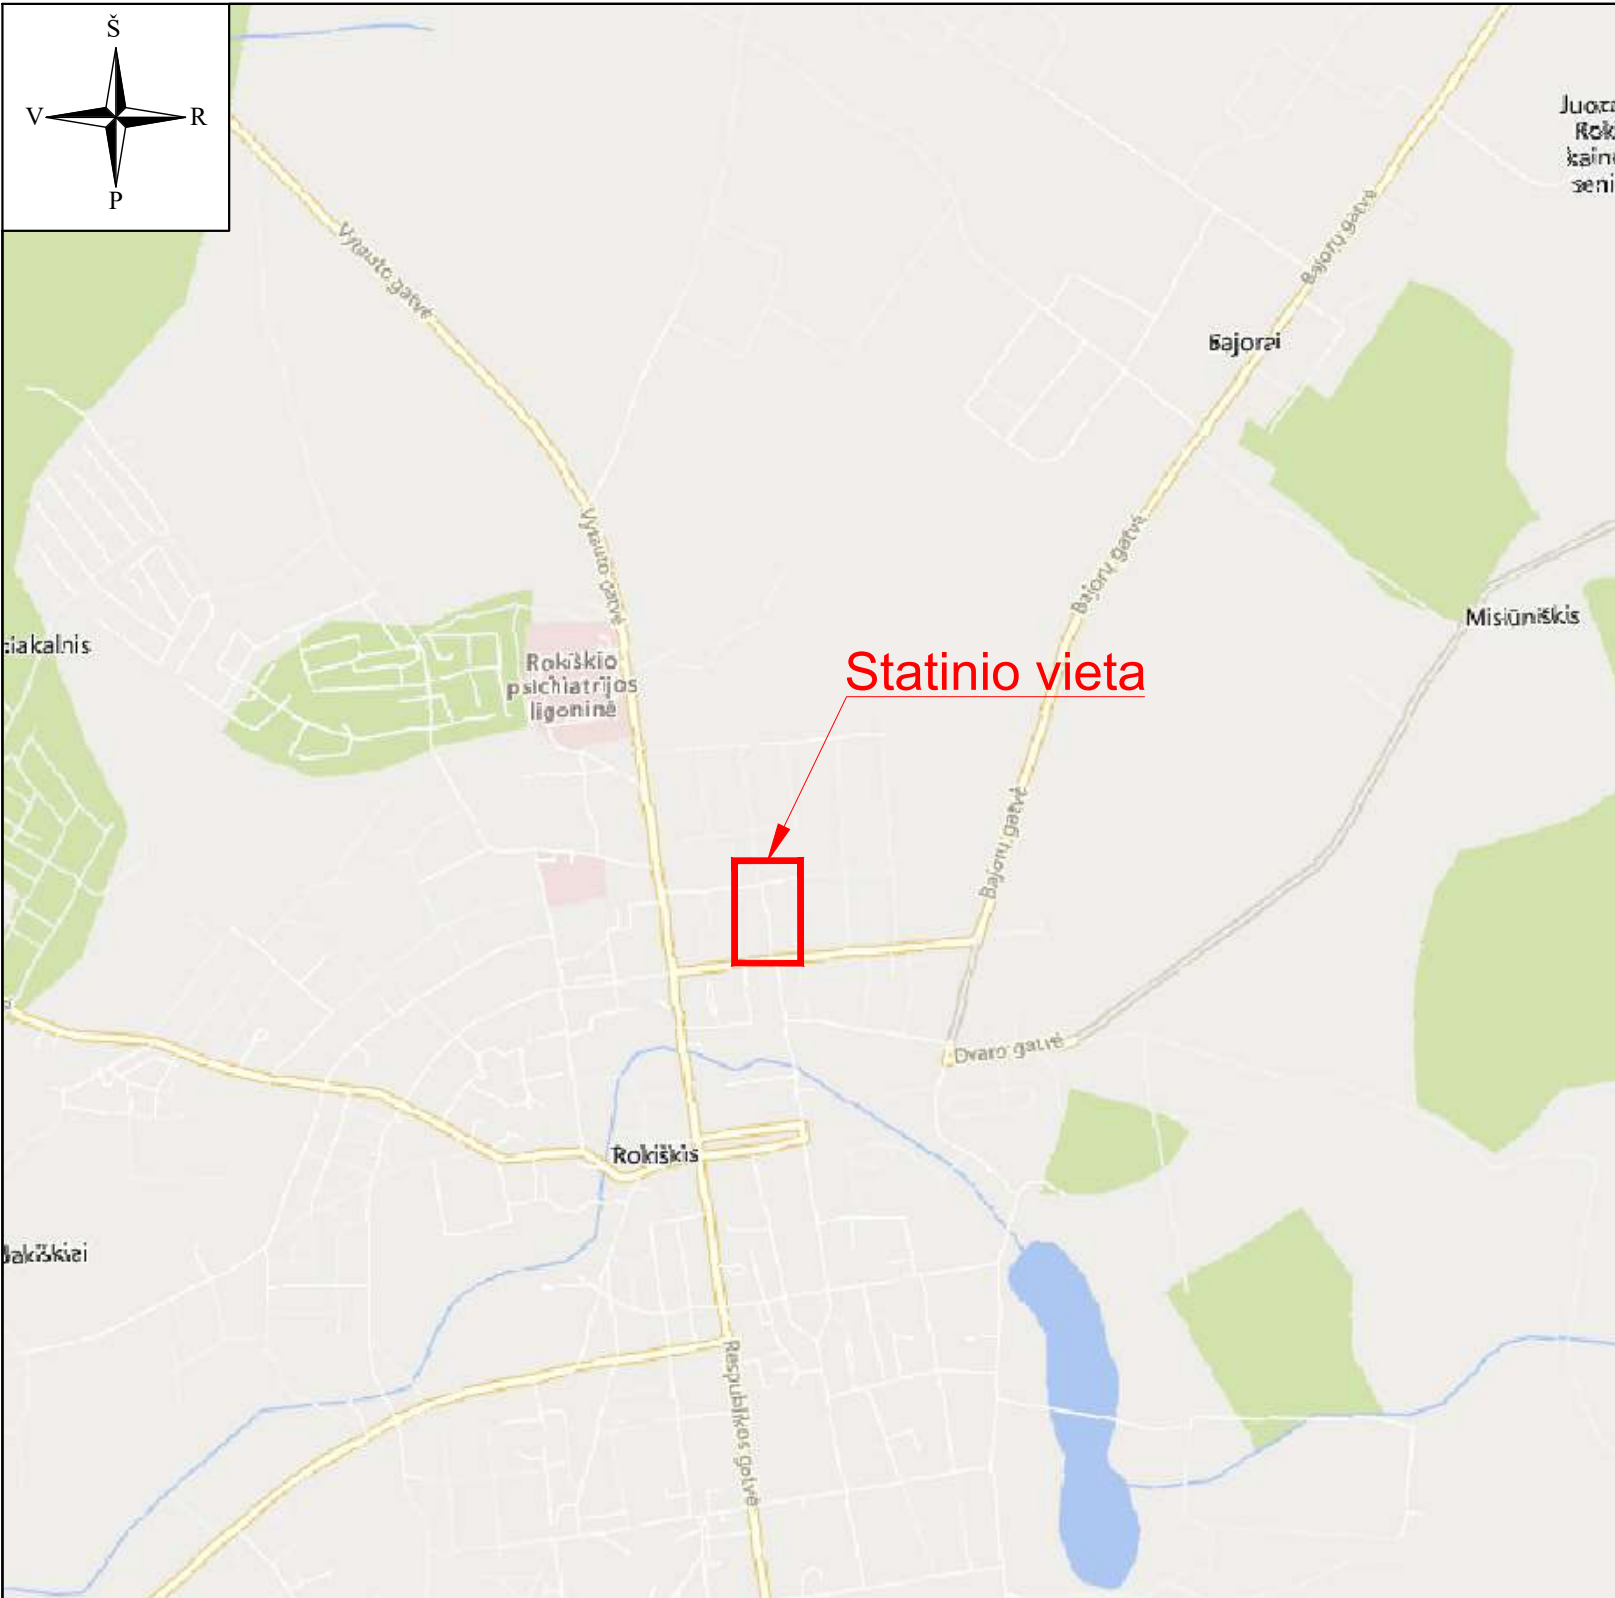 Š
V
R
P
Vytauto gatvė
Bajorų gatvė
Bajorai
Vytauto gatvė
Bajorų gatvė
Misiūniškis
Rokiškio
psichiatrijos
ligoninė
Statinio vieta
Bajorų gatvė
Dvaro gatvė
Rokiškis
Respublikos gatvė